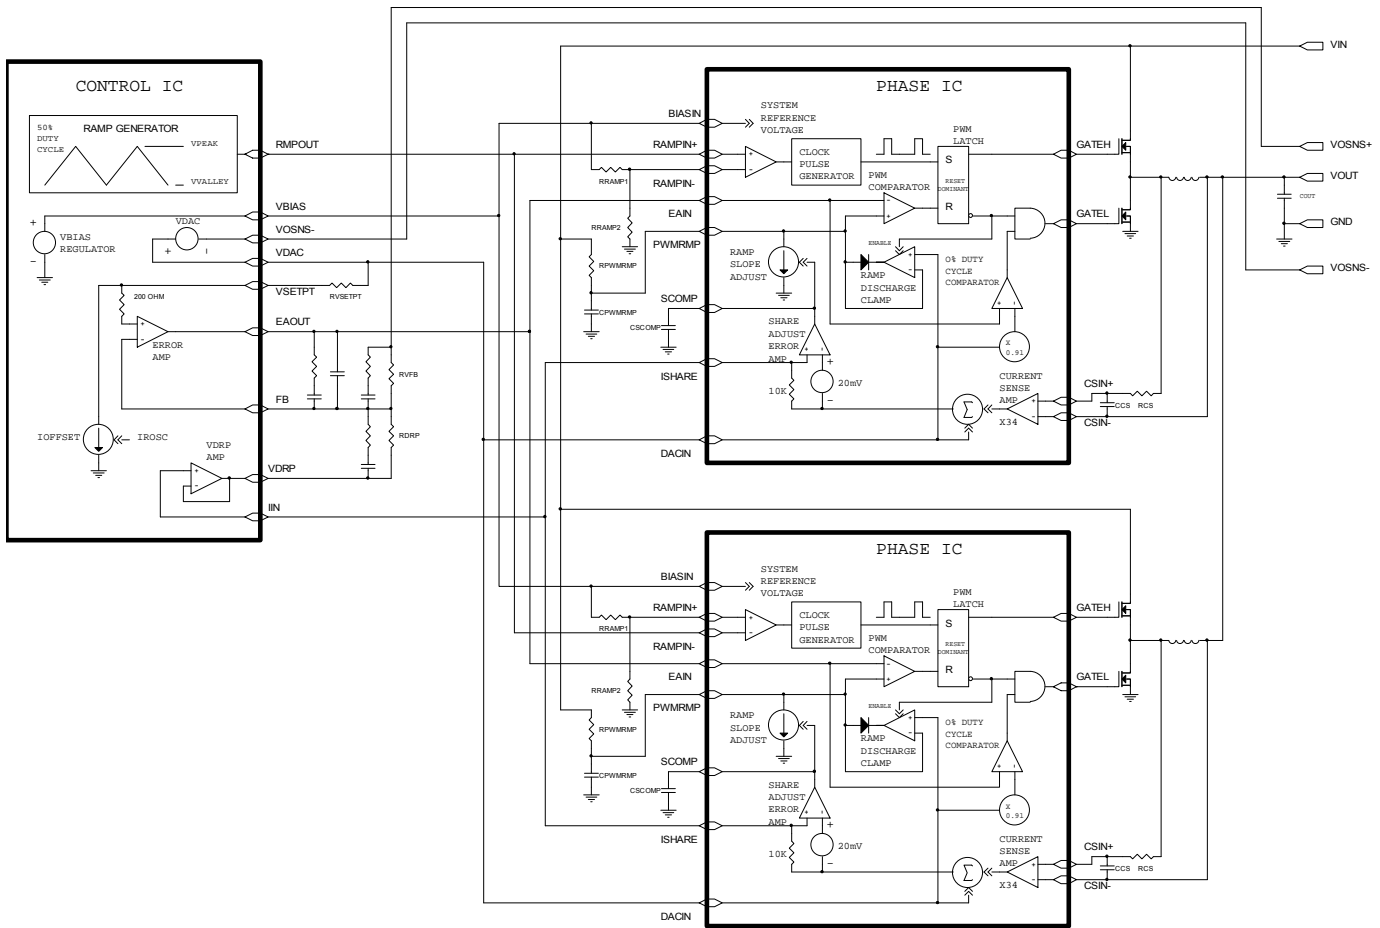 CONTROL IC
50%
DUTY
CYCLE
RAMP GENERATOR
VPEAK
VVALLEY
RMPOUT
VBIAS
VOSNS-
VDAC
VSETPT
EAOUT
FB
VDRP
IIN
+
VBIAS
REGULATOR
-
VDAC
+
-
200 OHM
RVSETPT
+
-
ERROR
AMP
RVFB
RDRP
IOFFSET
IROSC
VDRP
AMP
+
-
VIN
VOSNS+
VOUT
COUT
GND
VOSNS-
PHASE IC
BIASIN
SYSTEM
REFERENCE
VOLTAGE
RAMPIN+
RAMPIN-
RRAMP1
RRAMP2
+
-
CLOCK
PULSE
GENERATOR
PWM
LATCH
S
RESET
DOMINANT
R
PWM
COMPARATOR
-
+
GATEH
GATEL
EAIN
PWMRMP
RPWMRMP
CPWMRMP
RAMP
SLOPE
ADJUST
ENABLE
+
-
RAMP
DISCHARGE
CLAMP
0% DUTY
CYCLE
COMPARATOR
+
-
SCOMP
CSCOMP
SHARE
ADJUST
ERROR
AMP
+
-
X
0.91
ISHARE
10K
+
20mV
-
Σ
CURRENT
SENSE
AMP
X34
+
-
CSIN+
CCS
RCS
CSIN-
DACIN
PHASE IC
BIASIN
SYSTEM
REFERENCE
VOLTAGE
RAMPIN+
RAMPIN-
RRAMP1
RRAMP2
+
-
CLOCK
PULSE
GENERATOR
PWM
LATCH
S
RESET
DOMINANT
R
PWM
COMPARATOR
-
+
GATEH
GATEL
EAIN
PWMRMP
RPWMRMP
CPWMRMP
RAMP
SLOPE
ADJUST
ENABLE
+
-
RAMP
DISCHARGE
CLAMP
0% DUTY
CYCLE
COMPARATOR
+
-
SCOMP
CSCOMP
SHARE
ADJUST
ERROR
AMP
+
-
X
0.91
ISHARE
10K
+
20mV
-
Σ
CURRENT
SENSE
AMP
X34
+
-
CSIN+
CCS
RCS
CSIN-
DACIN